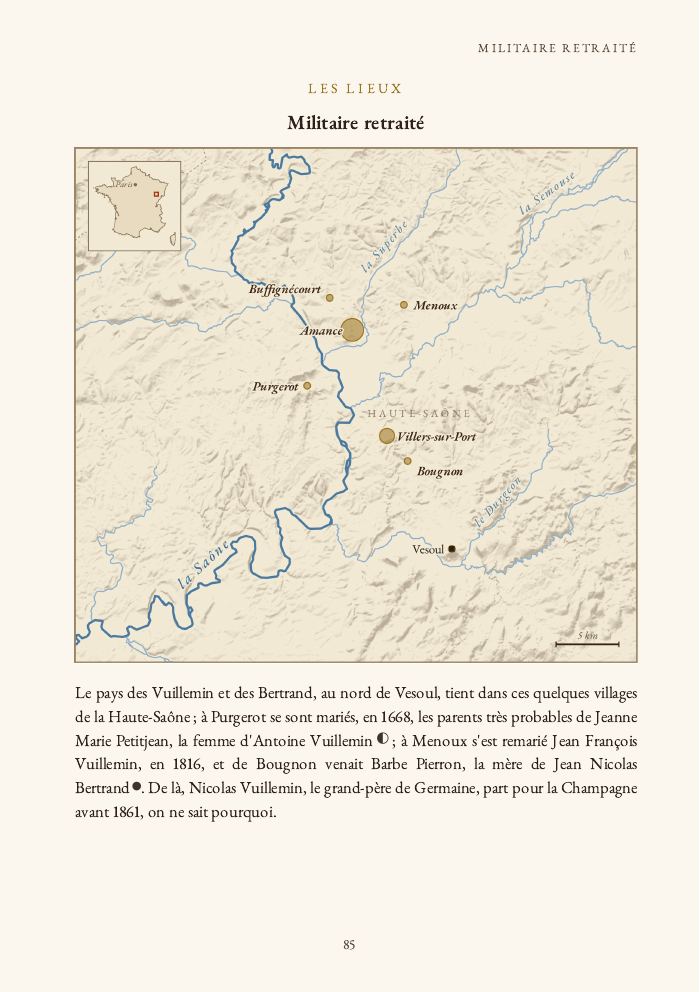 MILITAIRE RETRAITÉ
LES LIEUX
Militaire retraité
Paris
la Semouse
la Superbe
Buffignécourt
Menoux
Amance
Purgerot
HAUTE-SAÔNE
Villers-sur-Port
Bougnon
le Durgeon
Vesoul
la Saône
5 km
Le pays des Vuillemin et des Bertrand, au nord de Vesoul, tient dans ces quelques villages
de la Haute-Saône ; à Purgerot se sont mariés, en 1668, les parents très probables de Jeanne
Marie Petitjean, la femme d'Antoine Vuillemin ◐ ; à Menoux s'est remarié Jean François
Vuillemin, en 1816, et de Bougnon venait Barbe Pierron, la mère de Jean Nicolas
Bertrand ●. De là, Nicolas Vuillemin, le grand-père de Germaine, part pour la Champagne
avant 1861, on ne sait pourquoi.
85